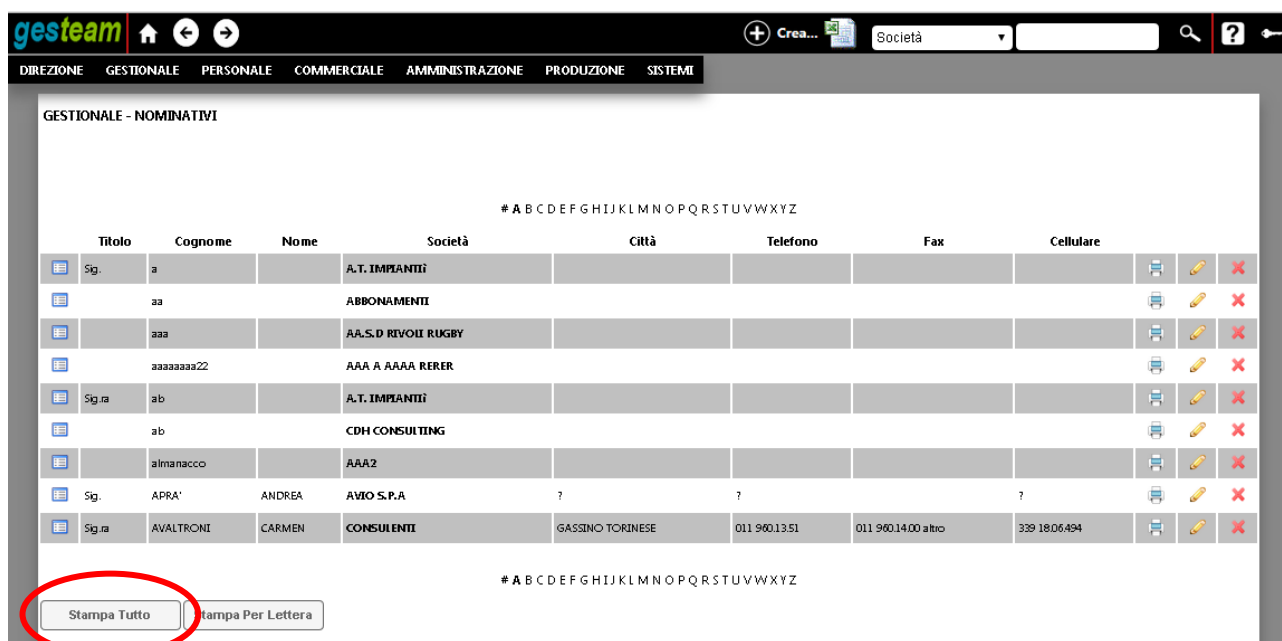 gesteam Crea... Società ?
DIREZIONE GESTIONALE PERSONALE COMMERCIALE AMMINISTRAZIONE PRODUZIONE SISTEMI
GESTIONALE - NOMINATIVI
# A B C D E F G H I J K L M N O P Q R S T U V W X Y Z
Titolo Cognome Nome Società Città Telefono Fax Cellulare
Sig. a A.T. IMPIANTIì
aa ABBONAMENTI
aaa AA.S.D RIVOLI RUGBY
aaaaaaaa22 AAA A AAAA RERER
Sig.ra ab A.T. IMPIANTIì
ab CDH CONSULTING
almanacco AAA2
Sig. APRA' ANDREA AVIO S.P.A ? ? ?
Sig.ra AVALTRONI CARMEN CONSULENTI GASSINO TORINESE 011 960.13.51 011 960.14.00 altro 339 18.06.494
# A B C D E F G H I J K L M N O P Q R S T U V W X Y Z
Stampa Tutto Stampa Per Lettera